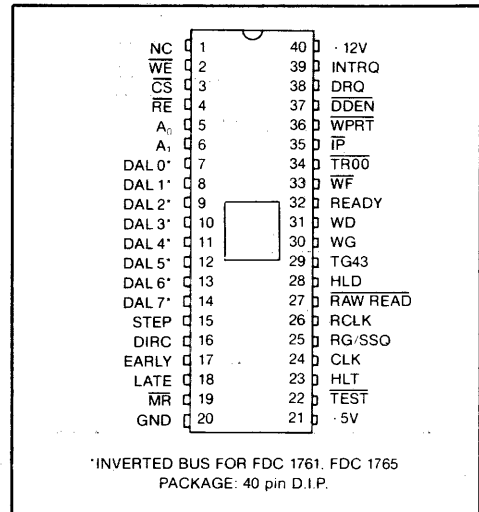 NC 1 40 +12V
WE 2 39 INTRQ
CS 3 38 DRQ
RE 4 37 DDEN
A₀ 5 36 WPRT
A₁ 6 35 IP
DAL 0* 7 34 TR00
DAL 1* 8 33 WF
DAL 2* 9 32 READY
DAL 3* 10 31 WD
DAL 4* 11 30 WG
DAL 5* 12 29 TG43
DAL 6* 13 28 HLD
DAL 7* 14 27 RAW READ
STEP 15 26 RCLK
DIRC 16 25 RG/SSO
EARLY 17 24 CLK
LATE 18 23 HLT
MR 19 22 TEST
GND 20 21 +5V
*INVERTED BUS FOR FDC 1761, FDC 1765
PACKAGE: 40 pin D.I.P.